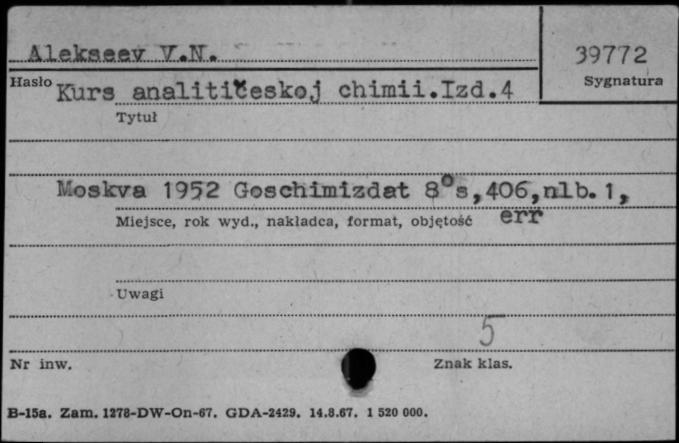 Alekseev V.N.
39772
Hasło
Sygnatura
Kurs analitičeskoj chimii.Izd.4
Tytuł
Moskva 1952 Goschimizdat 8°s,406,nlb.1,
err
Miejsce, rok wyd., nakładca, format, objętość
Uwagi
5
Nr inw.
Znak klas.
B-15a. Zam. 1278-DW-On-67. GDA-2429. 14.8.67. 1 520 000.